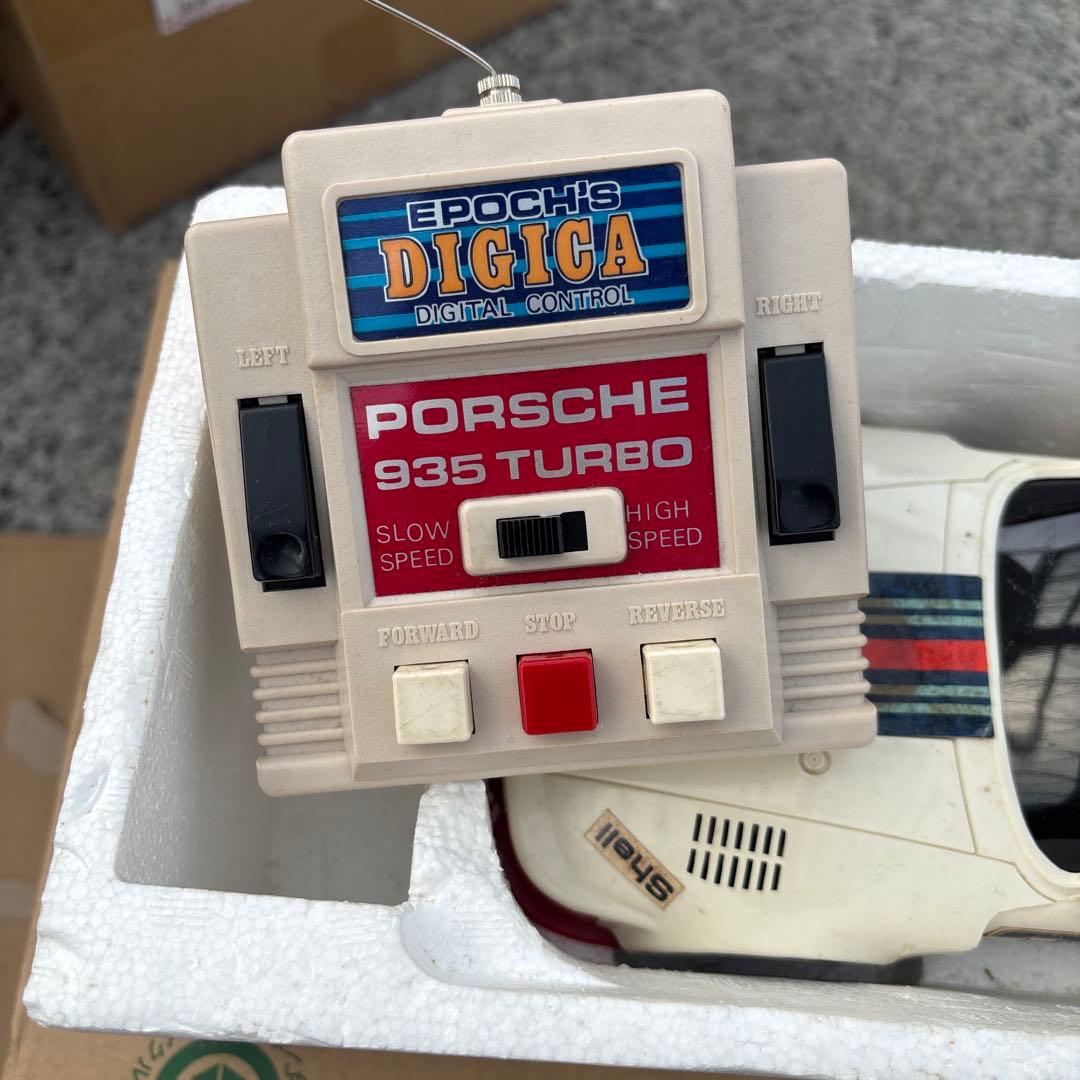 EPOCH'S
DIGICA
DIGITAL CONTROL
LEFT
RIGHT
PORSCHE
935 TURBO
SLOW
SPEED
HIGH
SPEED
FORWARD
STOP
REVERSE
Shell